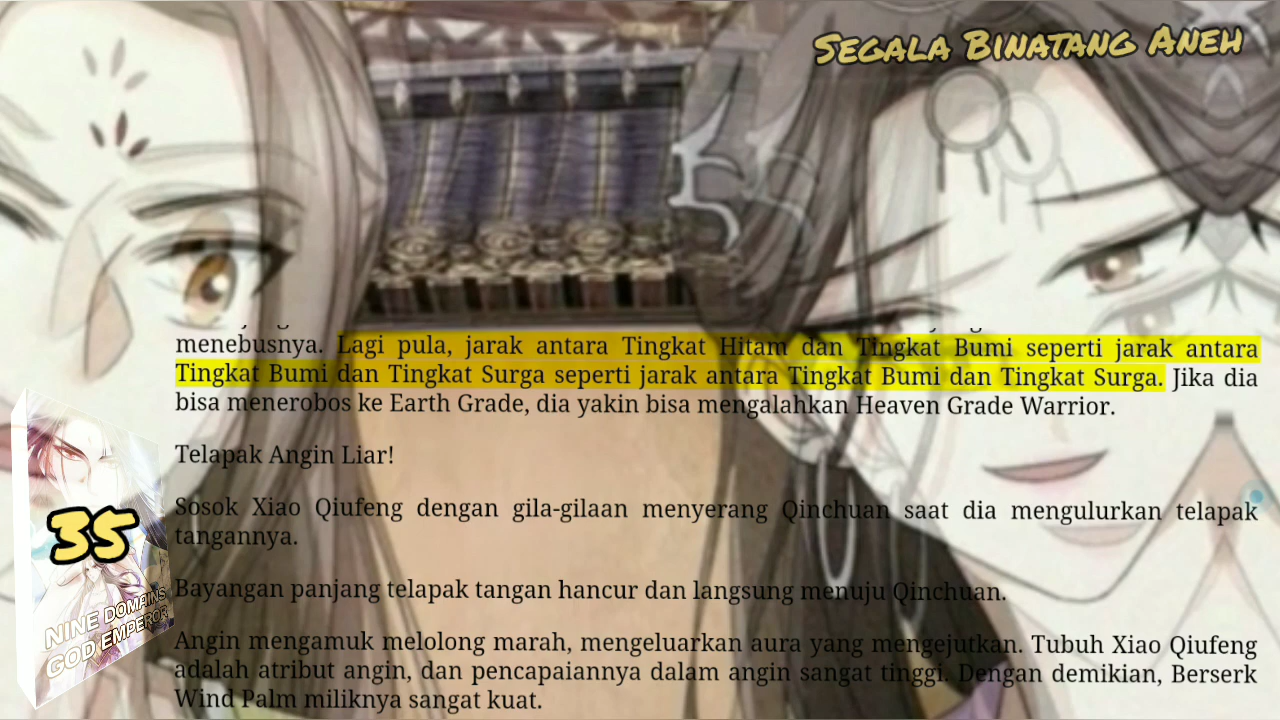 Segala Binatang Aneh
menebusnya. Lagi pula, jarak antara Tingkat Hitam dan Tingkat Bumi seperti jarak antara
Tingkat Bumi dan Tingkat Surga seperti jarak antara Tingkat Bumi dan Tingkat Surga. Jika dia
bisa menerobos ke Earth Grade, dia yakin bisa mengalahkan Heaven Grade Warrior.
Telapak Angin Liar!
Sosok Xiao Qiufeng dengan gila-gilaan menyerang Qinchuan saat dia mengulurkan telapak
tangannya.
Bayangan panjang telapak tangan hancur dan langsung menuju Qinchuan.
Angin mengamuk melolong marah, mengeluarkan aura yang mengejutkan. Tubuh Xiao Qiufeng
adalah atribut angin, dan pencapaiannya dalam angin sangat tinggi. Dengan demikian, Berserk
Wind Palm miliknya sangat kuat.
35
NINE DOMAINS
GOD EMPEROR